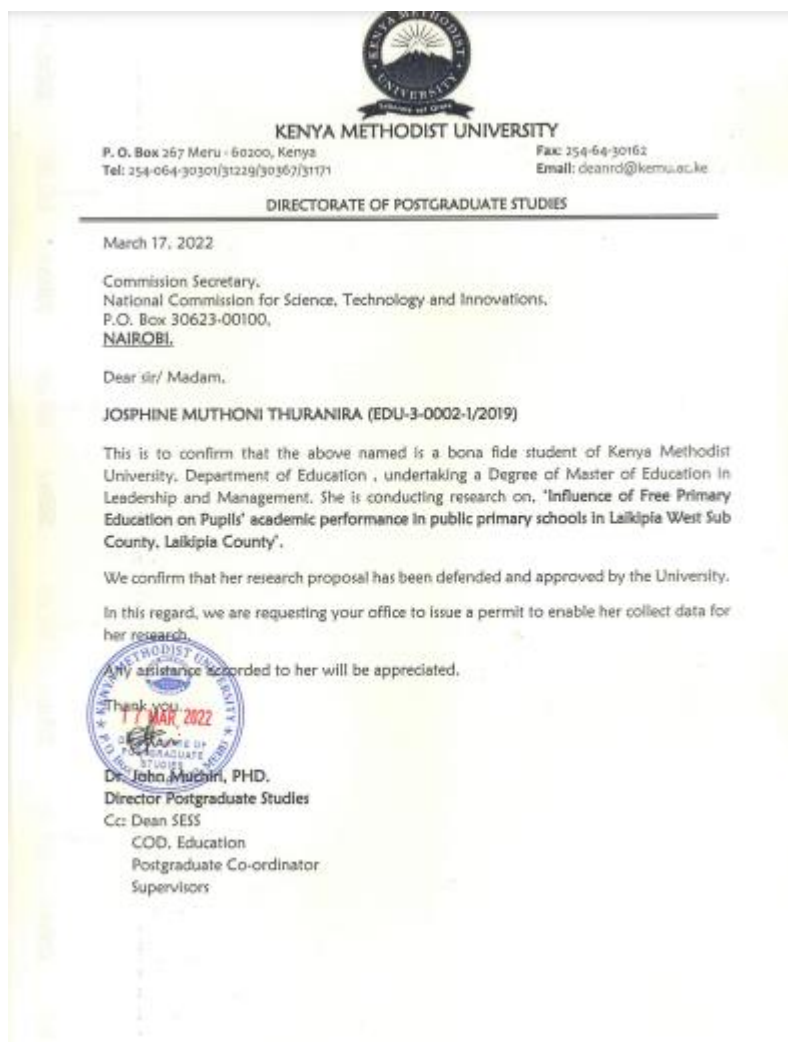 KENYA METHODIST
UNIVERSITY
KENYA METHODIST UNIVERSITY
P. O. Box 267 Meru - 60200, Kenya
Fax: 254-64-30162
Tel: 254-064-30301/31229/30367/31171
Email: deanrd@kemu.ac.ke
DIRECTORATE OF POSTGRADUATE STUDIES
March 17, 2022
Commission Secretary,
National Commission for Science, Technology and Innovations,
P.O. Box 30623-00100,
NAIROBI.
Dear sir/ Madam,
JOSPHINE MUTHONI THURANIRA (EDU-3-0002-1/2019)
This is to confirm that the above named is a bona fide student of Kenya Methodist
University, Department of Education , undertaking a Degree of Master of Education in
Leadership and Management. She is conducting research on, 'Influence of Free Primary
Education on Pupils' academic performance in public primary schools in Laikipia West Sub
County, Laikipia County'.
We confirm that her research proposal has been defended and approved by the University.
In this regard, we are requesting your office to issue a permit to enable her collect data for
her research.
Any assistance accorded to her will be appreciated.
Thank you.
KENYA METHODIST UNIVERSITY
17 MAR 2022
POSTGRADUATE
STUDIES
Dr. John Muchiri, PHD.
Director Postgraduate Studies
Cc: Dean SESS
COD, Education
Postgraduate Co-ordinator
Supervisors